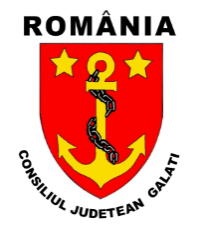 ROMÂNIA
CONSILIUL JUDETEAN GALATI